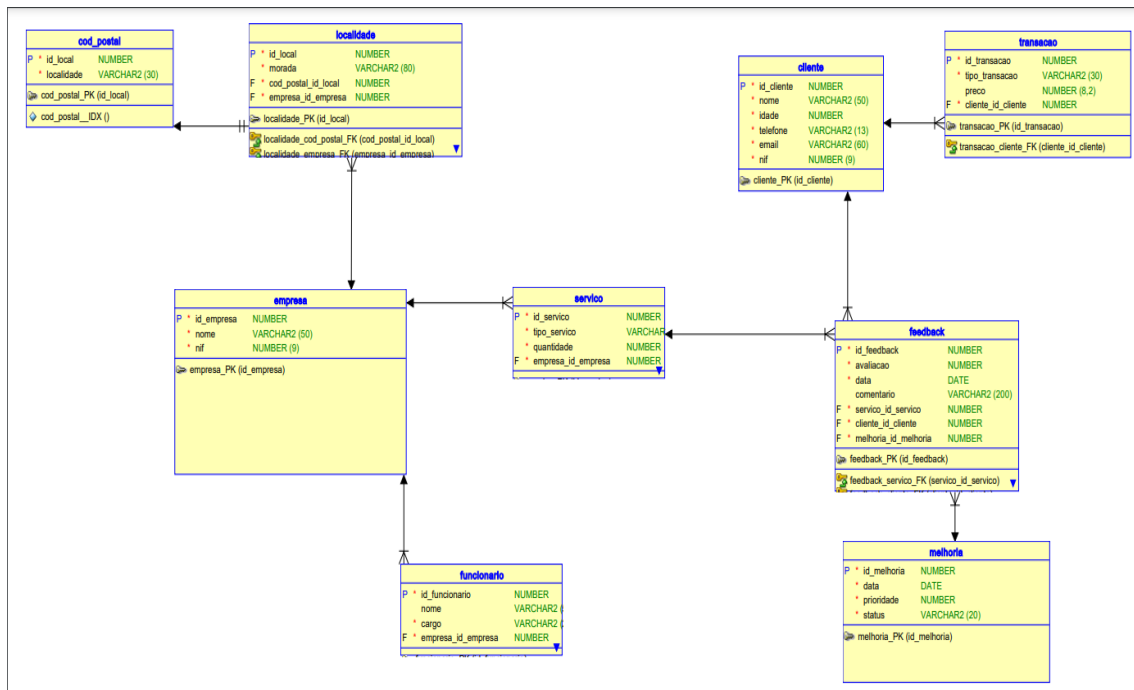 cod_postal
P * id_local NUMBER
* localidade VARCHAR2 (30)
cod_postal_PK (id_local)
cod_postal__IDX ()
localidade
P * id_local NUMBER
* morada VARCHAR2 (80)
F * cod_postal_id_local NUMBER
F * empresa_id_empresa NUMBER
localidade_PK (id_local)
localidade_cod_postal_FK (cod_postal_id_local)
localidade_empresa_FK (empresa_id_empresa)
cliente
P * id_cliente NUMBER
* nome VARCHAR2 (50)
* idade NUMBER
* telefone VARCHAR2 (13)
* email VARCHAR2 (60)
* nif NUMBER (9)
cliente_PK (id_cliente)
transacao
P * id_transacao NUMBER
* tipo_transacao VARCHAR2 (30)
preco NUMBER (8,2)
F * cliente_id_cliente NUMBER
transacao_PK (id_transacao)
transacao_cliente_FK (cliente_id_cliente)
empresa
P * id_empresa NUMBER
* nome VARCHAR2 (50)
* nif NUMBER (9)
empresa_PK (id_empresa)
servico
P * id_servico NUMBER
* tipo_servico VARCHAR
* quantidade NUMBER
F * empresa_id_empresa NUMBER
feedback
P * id_feedback NUMBER
* avaliacao NUMBER
* data DATE
comentario VARCHAR2 (200)
F * servico_id_servico NUMBER
F * cliente_id_cliente NUMBER
F * melhoria_id_melhoria NUMBER
feedback_PK (id_feedback)
feedback_servico_FK (servico_id_servico)
funcionario
P * id_funcionario NUMBER
nome VARCHAR2 (
* cargo VARCHAR2 (
F * empresa_id_empresa NUMBER
melhoria
P * id_melhoria NUMBER
* data DATE
* prioridade NUMBER
* status VARCHAR2 (20)
melhoria_PK (id_melhoria)